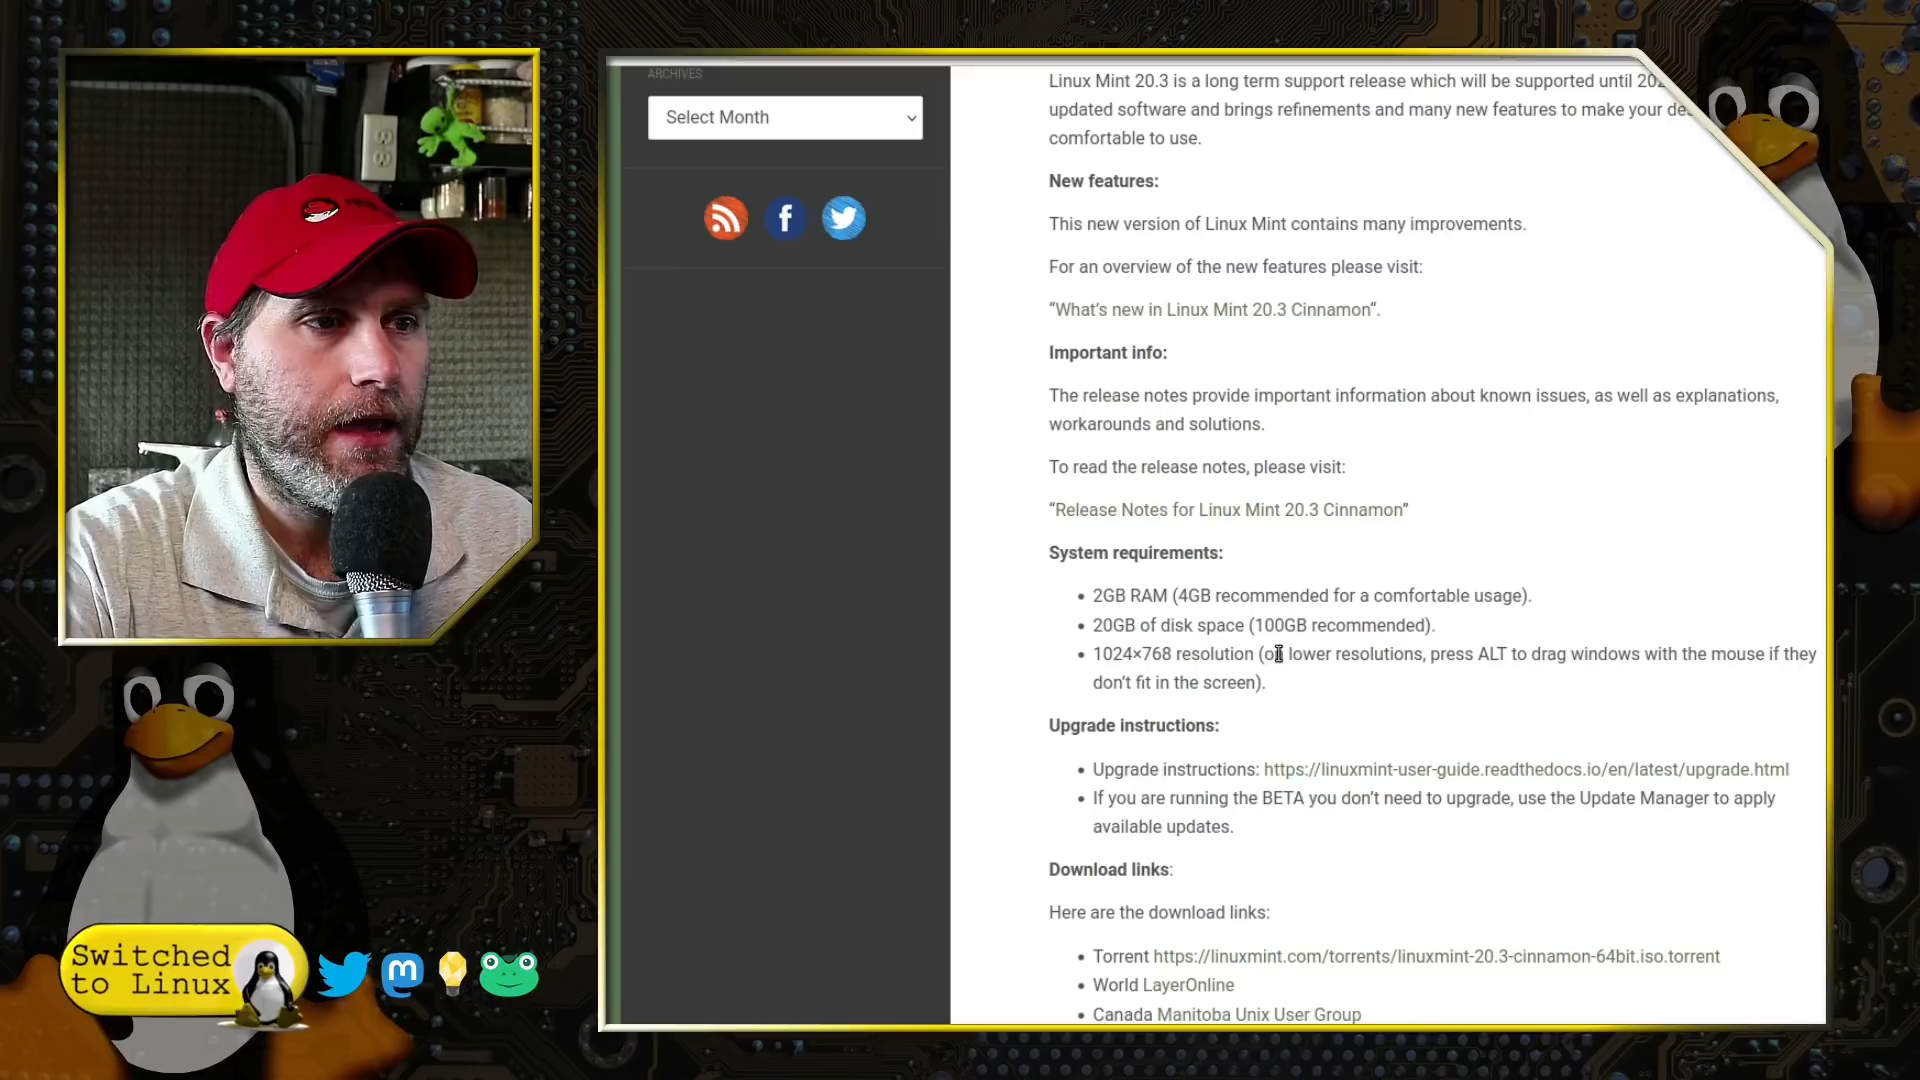 ARCHIVES
Select Month
Linux Mint 20.3 is a long term support release which will be supported until
updated software and brings refinements and many new features to make your
comfortable to use.
New features:
This new version of Linux Mint contains many improvements.
For an overview of the new features please visit:
“What’s new in Linux Mint 20.3 Cinnamon“.
Important info:
The release notes provide important information about known issues, as well as explanations,
workarounds and solutions.
To read the release notes, please visit:
“Release Notes for Linux Mint 20.3 Cinnamon”
System requirements:
• 2GB RAM (4GB recommended for a comfortable usage).
• 20GB of disk space (100GB recommended).
• 1024×768 resolution (on lower resolutions, press ALT to drag windows with the mouse if they
don’t fit in the screen).
Upgrade instructions:
• Upgrade instructions: https://linuxmint-user-guide.readthedocs.io/en/latest/upgrade.html
• If you are running the BETA you don’t need to upgrade, use the Update Manager to apply
available updates.
Download links:
Here are the download links:
• Torrent https://linuxmint.com/torrents/linuxmint-20.3-cinnamon-64bit.iso.torrent
• World LayerOnline
• Canada Manitoba Unix User Group
Switched
to Linux